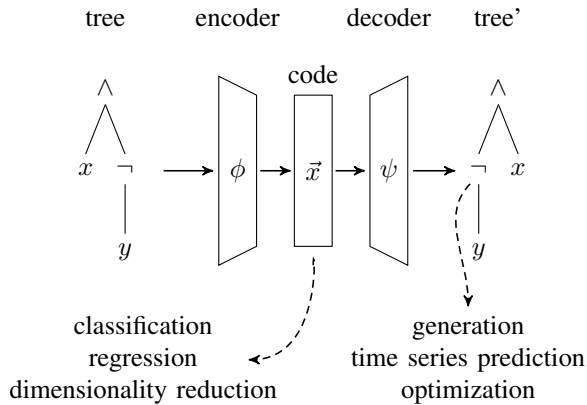 tree encoder decoder tree'
code
∧ ∧
x ¬ ϕ x⃗ ψ ¬ x
y y
classification generation
regression time series prediction
dimensionality reduction optimization